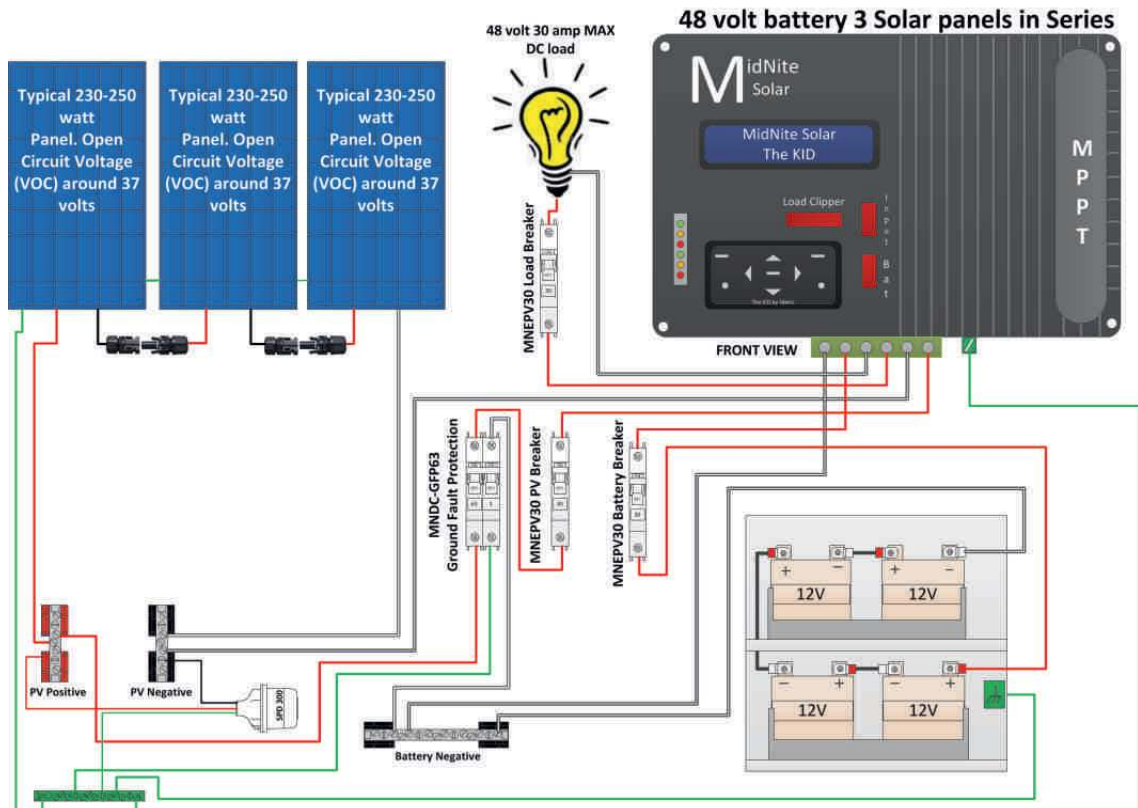 48 volt battery 3 Solar panels in Series
48 volt 30 amp MAX
DC load
Typical 230-250
watt
Panel. Open
Circuit Voltage
(VOC) around 37
volts
Typical 230-250
watt
Panel. Open
Circuit Voltage
(VOC) around 37
volts
Typical 230-250
watt
Panel. Open
Circuit Voltage
(VOC) around 37
volts
MidNite
Solar
MidNite Solar
The KID
MPPT
Load Clipper
Input
Bat
MNEPV30 Load Breaker
FRONT VIEW
MNDC-GFP63
Ground Fault Protection
MNEPV30 PV Breaker
MNEPV30 Battery Breaker
+
−
+
−
12V
12V
−
+
−
+
12V
12V
PV Positive
PV Negative
SPD 300
Battery Negative